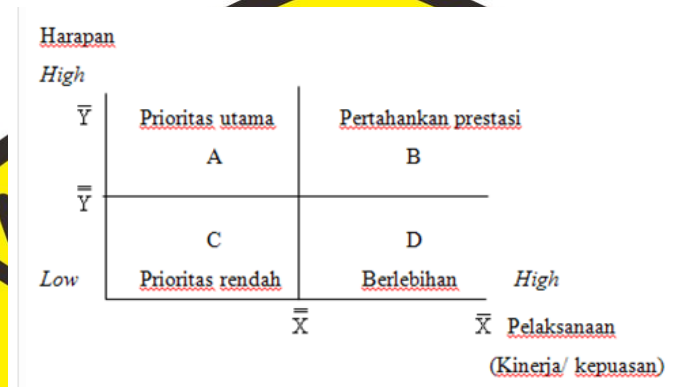 Harapan
High
Y̅ Prioritas utama Pertahankan prestasi
A B
Y̿
C D
Low Prioritas rendah Berlebihan High
X̿ X̅ Pelaksanaan
(Kinerja/ kepuasan)